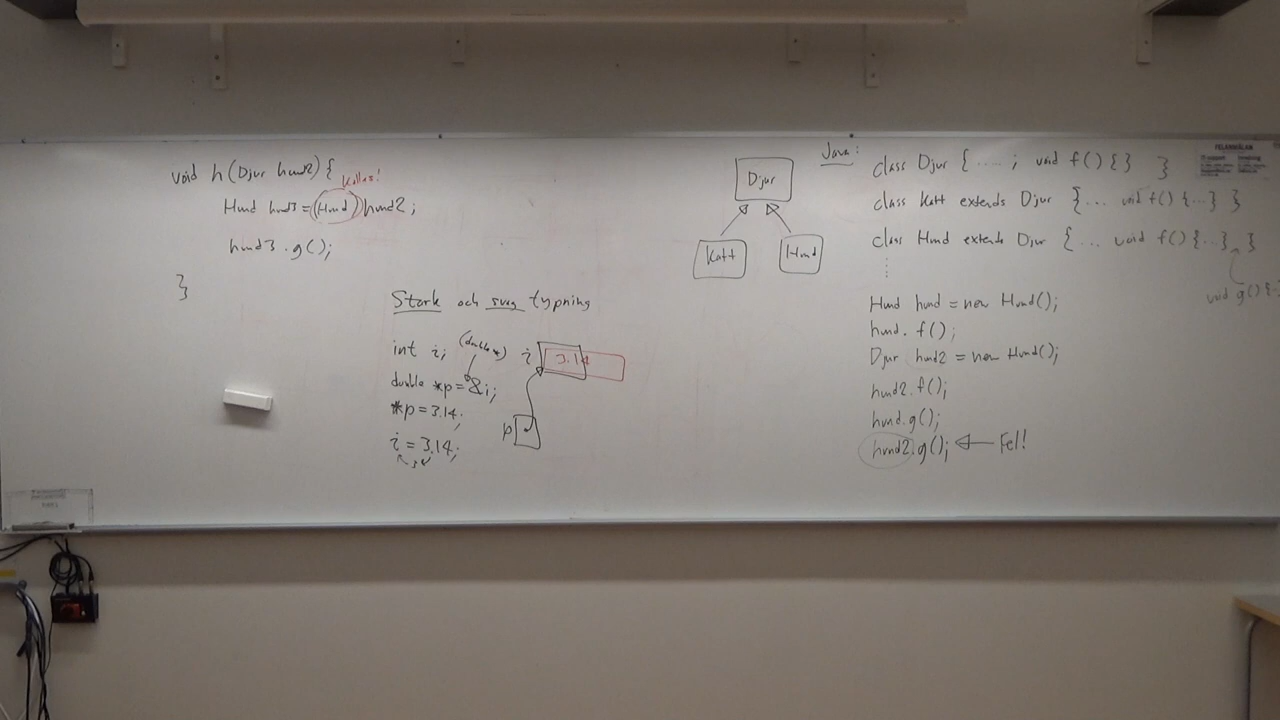 void h(Djur hund2) {
Kollas!
Hund hund3 = (Hund) hund2;
hund3.g();
}
Stark och svag typning
int i; (double*)
double *p = &i;
*p = 3.14;
i = 3.14;
i 3.14
p
Djur
Katt Hund
Java:
class Djur { ..... ; void f() { } }
class Katt extends Djur { ... void f() {...} }
class Hund extends Djur { ... void f() {...} }
void g() {
Hund hund = new Hund();
hund.f();
Djur hund2 = new Hund();
hund2.f();
hund.g();
hund2.g(); Fel!
FELANMÄLAN